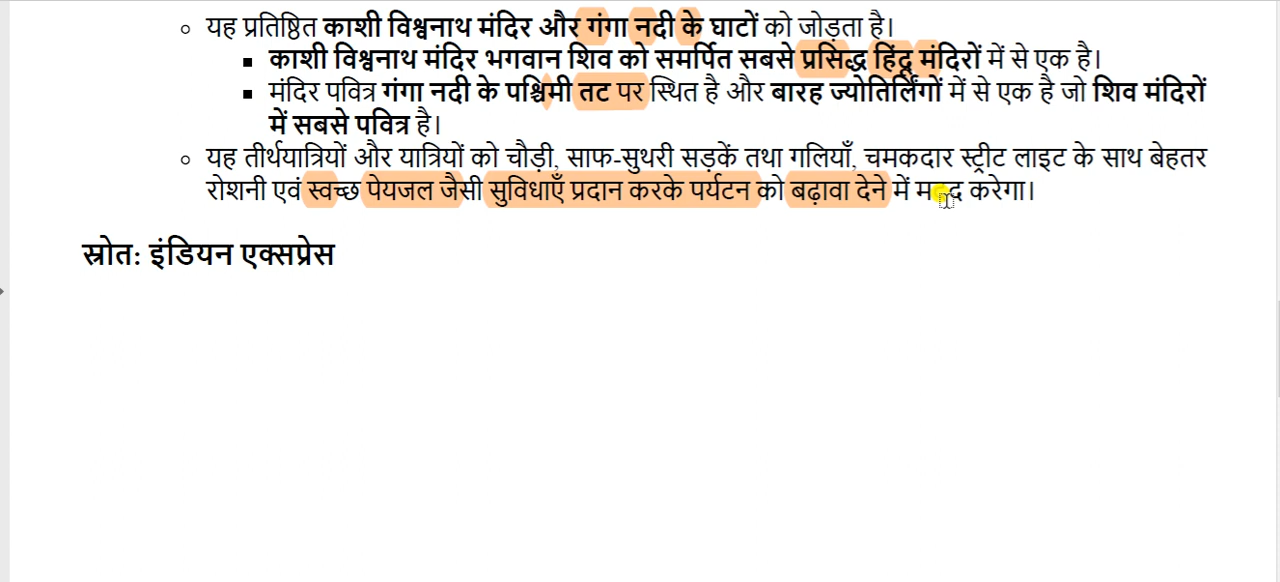 यह प्रतिष्ठित काशी विश्वनाथ मंदिर और गंगा नदी के घाटों को जोड़ता है।
काशी विश्वनाथ मंदिर भगवान शिव को समर्पित सबसे प्रसिद्ध हिंदू मंदिरों में से एक है।
मंदिर पवित्र गंगा नदी के पश्चिमी तट पर स्थित है और बारह ज्योतिर्लिंगों में से एक है जो शिव मंदिरों
में सबसे पवित्र है।
यह तीर्थयात्रियों और यात्रियों को चौड़ी, साफ-सुथरी सड़कें तथा गलियाँ, चमकदार स्ट्रीट लाइट के साथ बेहतर
रोशनी एवं स्वच्छ पेयजल जैसी सुविधाएँ प्रदान करके पर्यटन को बढ़ावा देने में मदद करेगा।
स्रोत: इंडियन एक्सप्रेस